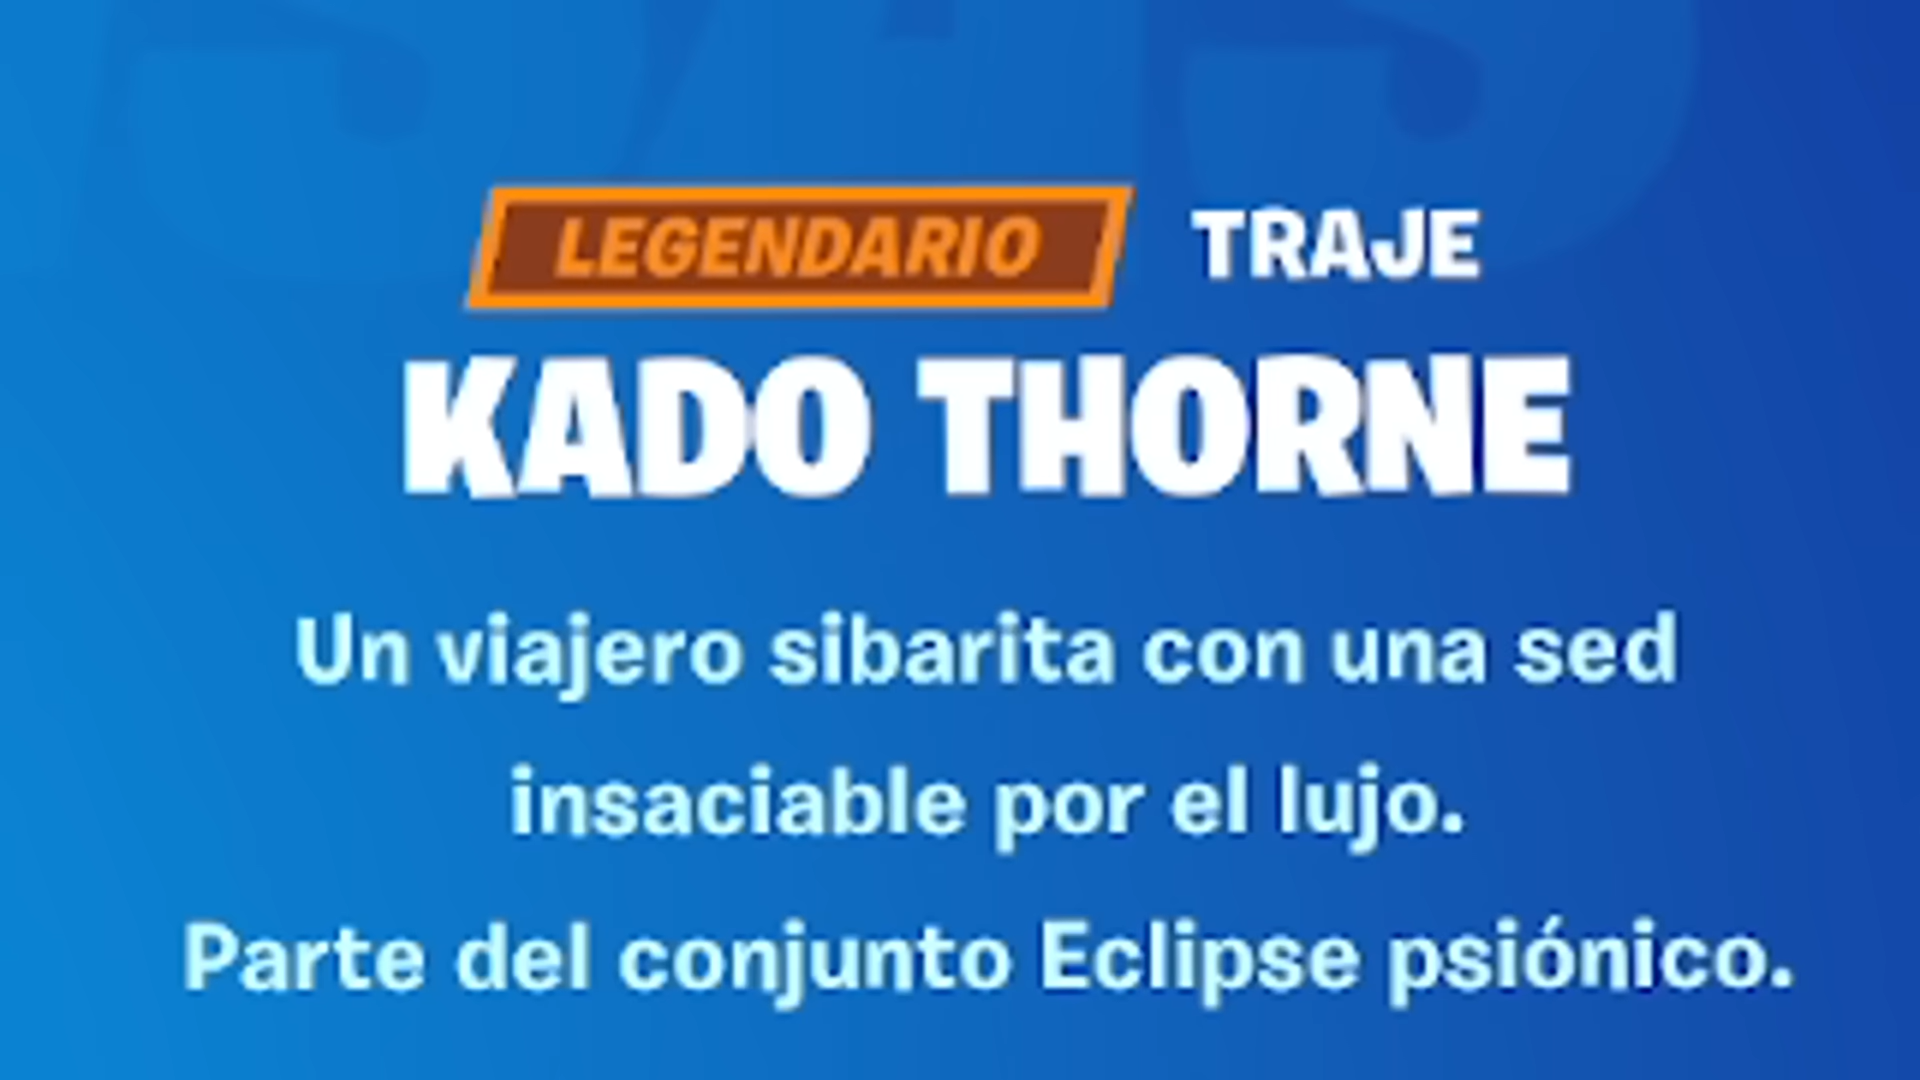 LEGENDARIO TRAJE
KADO THORNE
Un viajero sibarita con una sed
insaciable por el lujo.
Parte del conjunto Eclipse psiónico.